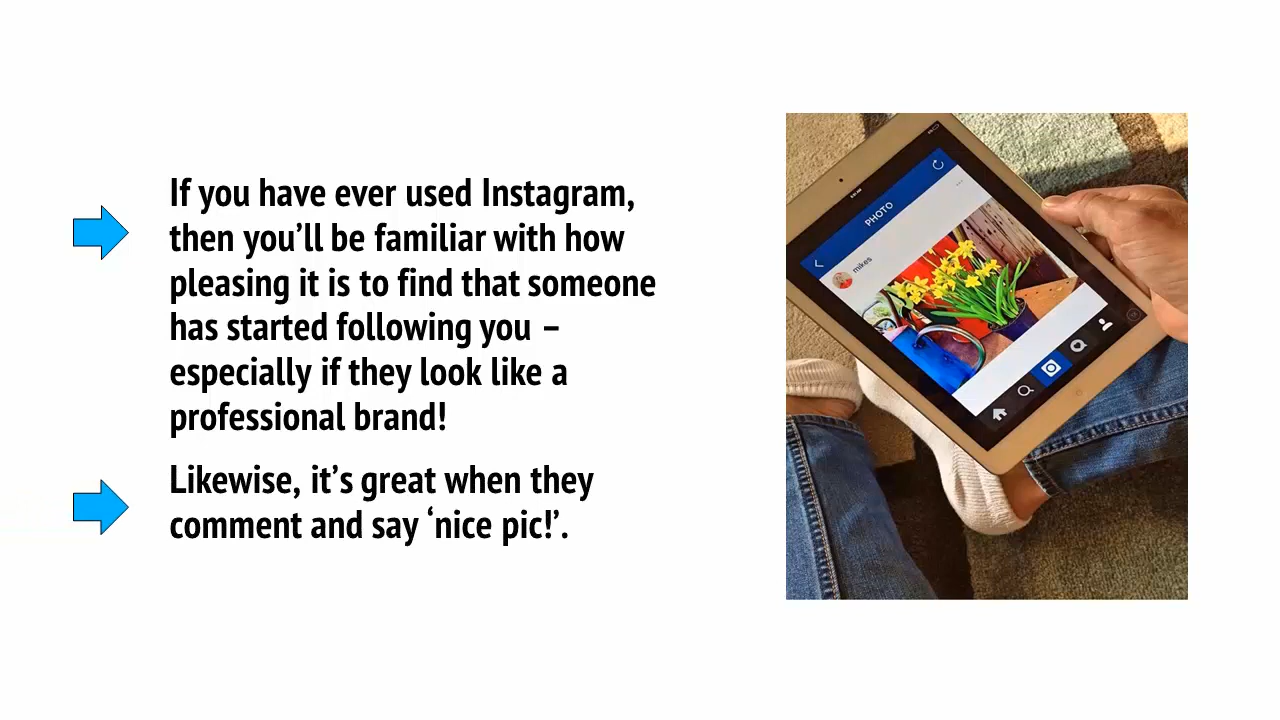 If you have ever used Instagram,
then you’ll be familiar with how
pleasing it is to find that someone
has started following you –
especially if they look like a
professional brand!
Likewise, it’s great when they
comment and say ‘nice pic!’.
PHOTO
mikes